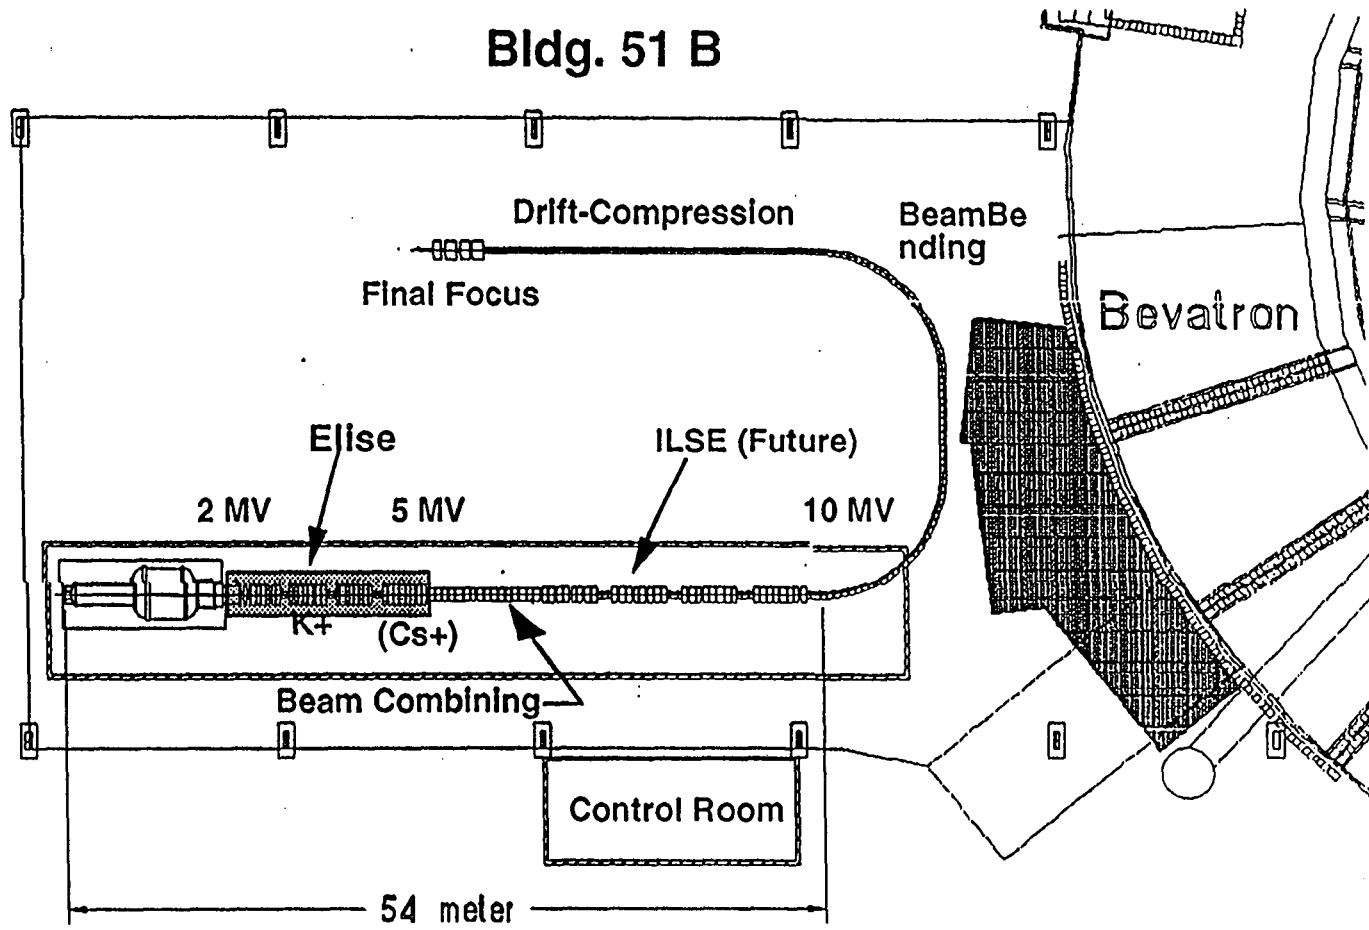 Bldg. 51 B
Drift-Compression
BeamBe
nding
Final Focus
Bevatron
Elise
ILSE (Future)
2 MV
5 MV
10 MV
K+
(Cs+)
Beam Combining
Control Room
54 meter